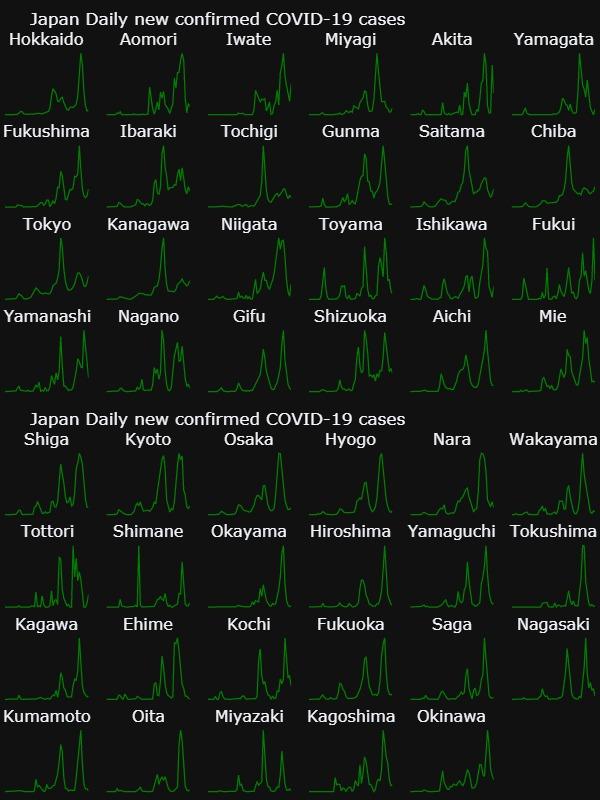 Japan Daily new confirmed COVID-19 cases
Hokkaido Aomori Iwate Miyagi Akita Yamagata
Fukushima Ibaraki Tochigi Gunma Saitama Chiba
Tokyo Kanagawa Niigata Toyama Ishikawa Fukui
Yamanashi Nagano Gifu Shizuoka Aichi Mie
Japan Daily new confirmed COVID-19 cases
Shiga Kyoto Osaka Hyogo Nara Wakayama
Tottori Shimane Okayama Hiroshima Yamaguchi Tokushima
Kagawa Ehime Kochi Fukuoka Saga Nagasaki
Kumamoto Oita Miyazaki Kagoshima Okinawa